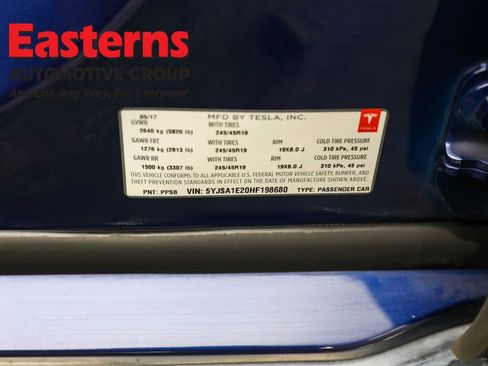 Easterns
AUTOMOTIVE GROUP
Any Car, Any Way, For Everyone
MFD BY TESLA, INC.
09/17
GVWR WITH TIRES
2640 kg (5820 lb) 245/45R19
GAWR FRT WITH TIRES RIM COLD TIRE PRESSURE
1276 kg (2813 lb) 245/45R19 19X8.0 J 310 kPa, 45 psi
GAWR RR WITH TIRES RIM COLD TIRE PRESSURE
1500 kg (3307 lb) 245/45R19 19X8.0 J 310 kPa, 45 psi
THIS VEHICLE CONFORMS TO ALL APPLICABLE U.S. FEDERAL MOTOR VEHICLE SAFETY, BUMPER, AND
THEFT PREVENTION STANDARDS IN EFFECT ON THE DATE OF MANUFACTURE SHOWN ABOVE.
PNT: PPSB VIN: 5YJSA1E20HF198680 TYPE: PASSENGER CAR
TESLA